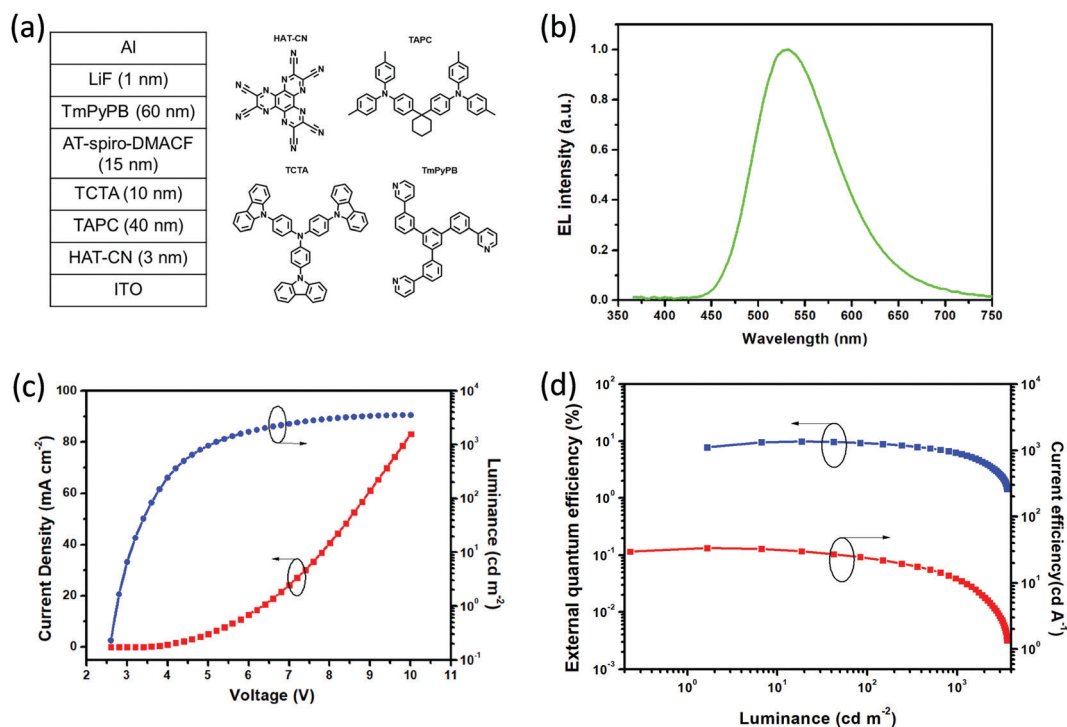 (a)
Al
LiF (1 nm)
TmPyPB (60 nm)
AT-spiro-DMACF
(15 nm)
TCTA (10 nm)
TAPC (40 nm)
HAT-CN (3 nm)
ITO
HAT-CN
TAPC
TCTA
TmPyPB
(b)
EL intensity (a.u.)
1.0
0.8
0.6
0.4
0.2
0.0
350 400 450 500 550 600 650 700 750
Wavelength (nm)
(c)
Current Density (mA cm-2)
100
80
60
40
20
0
10^4
10^3
10^2
10^1
10^0
10^-1
Luminance (cd m-2)
2 3 4 5 6 7 8 9 10 11
Voltage (V)
(d)
External quantum efficiency (%)
10^2
10^1
10^0
10^-1
10^-2
10^-3
10^4
10^3
10^2
10^1
10^0
Current efficiency(cd A-1)
10^0 10^1 10^2 10^3
Luminance (cd m-2)